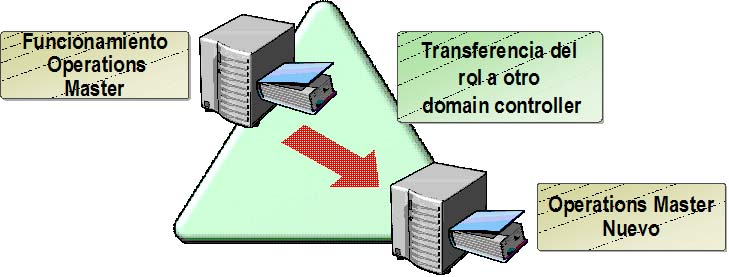 Funcionamiento
Operations
Master
Transferencia del
rol a otro
domain controller
Operations Master
Nuevo